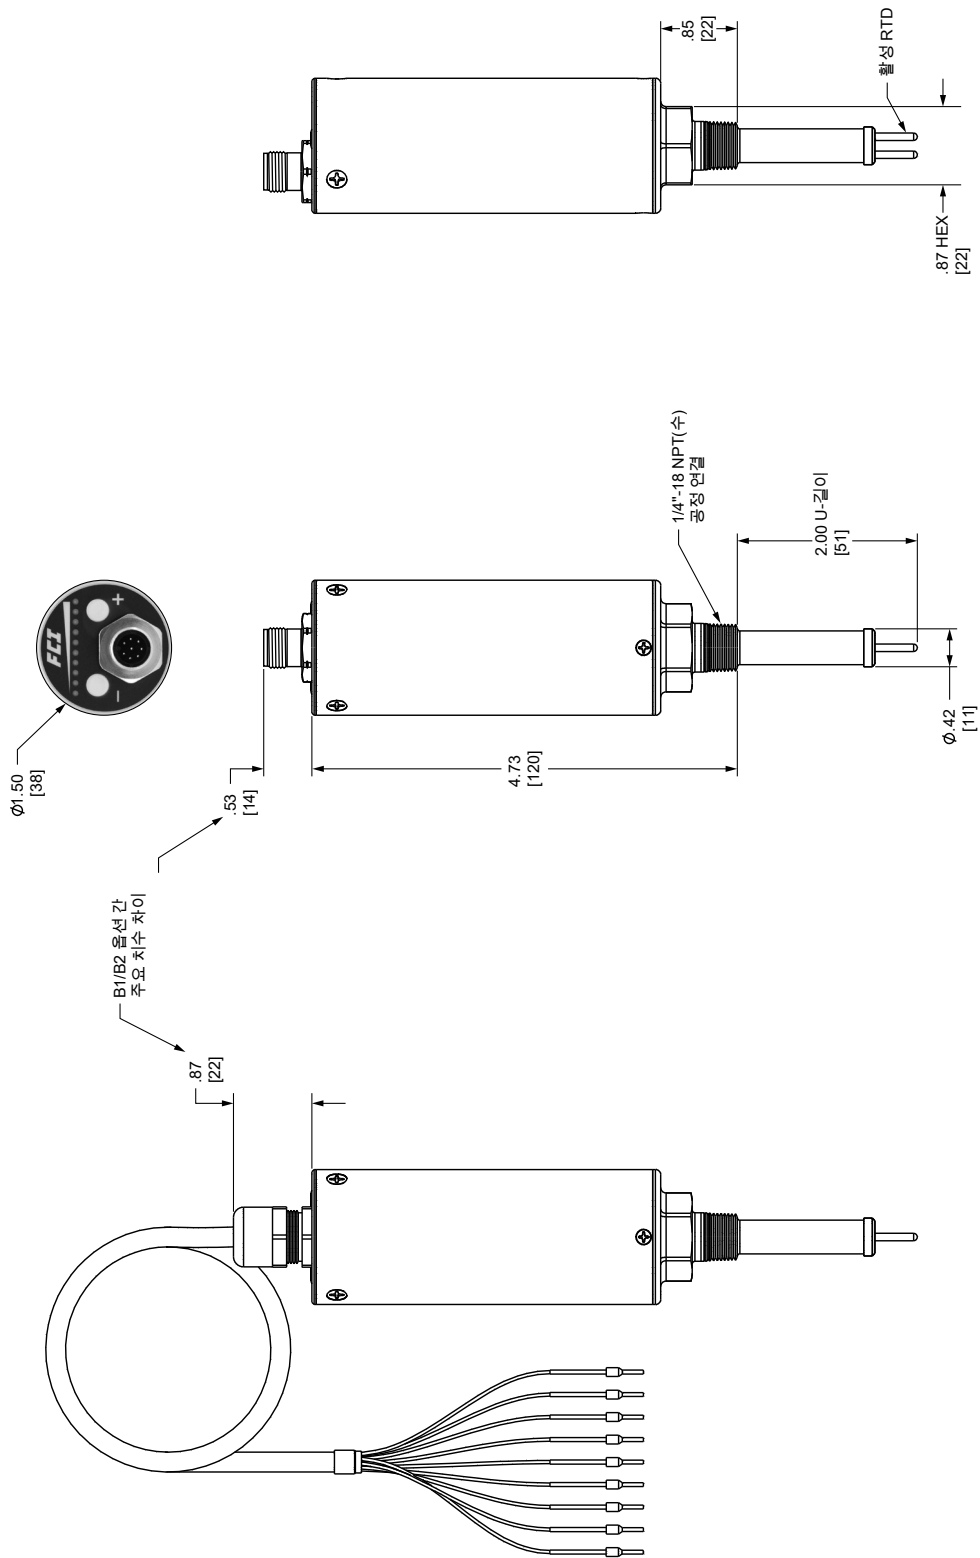 B1/B2 옵션 간
주요 치수 차이
.87
[22]
Ø1.50
[38]
FCI
+
−
.53
[14]
4.73
[120]
1/4"-18 NPT(수)
공정 연결
2.00 U-길이
[51]
Ø.42
[11]
.85
[22]
활성 RTD
.87 HEX
[22]